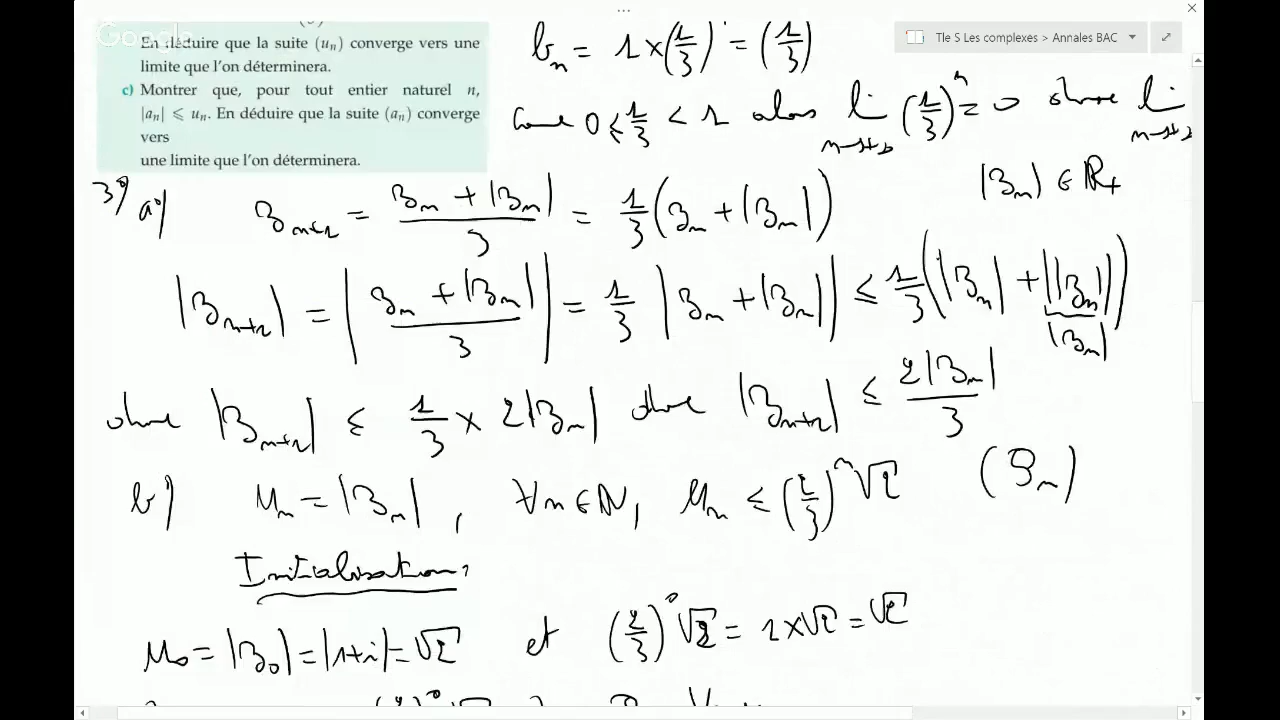 Google
En déduire que la suite (uₙ) converge vers une
limite que l'on déterminera.
c) Montrer que, pour tout entier naturel n,
|aₙ| ⩽ uₙ. En déduire que la suite (aₙ) converge
vers
une limite que l'on déterminera.
Tle S Les complexes > Annales BAC
bₙ = 1 × (1/3)ⁿ = (1/3)
Comme 0 ⩽ 1/3 < 1 alors lim (1/3)ⁿ = 0 donc lim
n→+∞ n→+∞
|zₙ| ∈ ℝ₊
3°) a°) zₙ₊₁ = (zₙ + |zₙ|)/3 = 1/3 (zₙ + |zₙ|)
|zₙ₊₁| = |(zₙ + |zₙ|)/3| = 1/3 |zₙ + |zₙ|| ⩽ 1/3 (|zₙ| + ||zₙ||)
|zₙ|
donc |zₙ₊₁| ⩽ 1/3 × 2|zₙ| donc |zₙ₊₁| ⩽ 2|zₙ|/3
b°) uₙ = |zₙ|, ∀n ∈ ℕ, uₙ ⩽ (2/3)ⁿ √2 (Pₙ)
Initialisation :
u₀ = |z₀| = |1+i| = √2 et (2/3)⁰ √2 = 1×√2 = √2